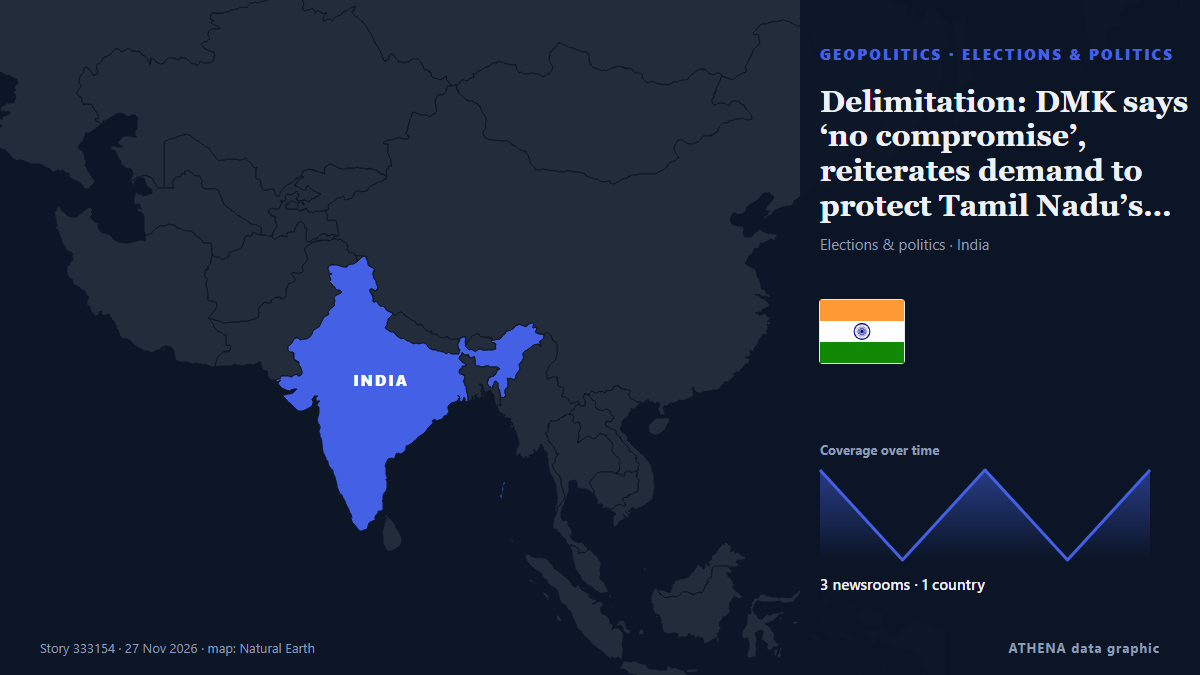 GEOPOLITICS · ELECTIONS & POLITICS
Delimitation: DMK says
‘no compromise’,
reiterates demand to
protect Tamil Nadu’s...
Elections & politics · India
INDIA
Coverage over time
3 newsrooms · 1 country
Story 333154 · 27 Nov 2026 · map: Natural Earth
ATHENA data graphic